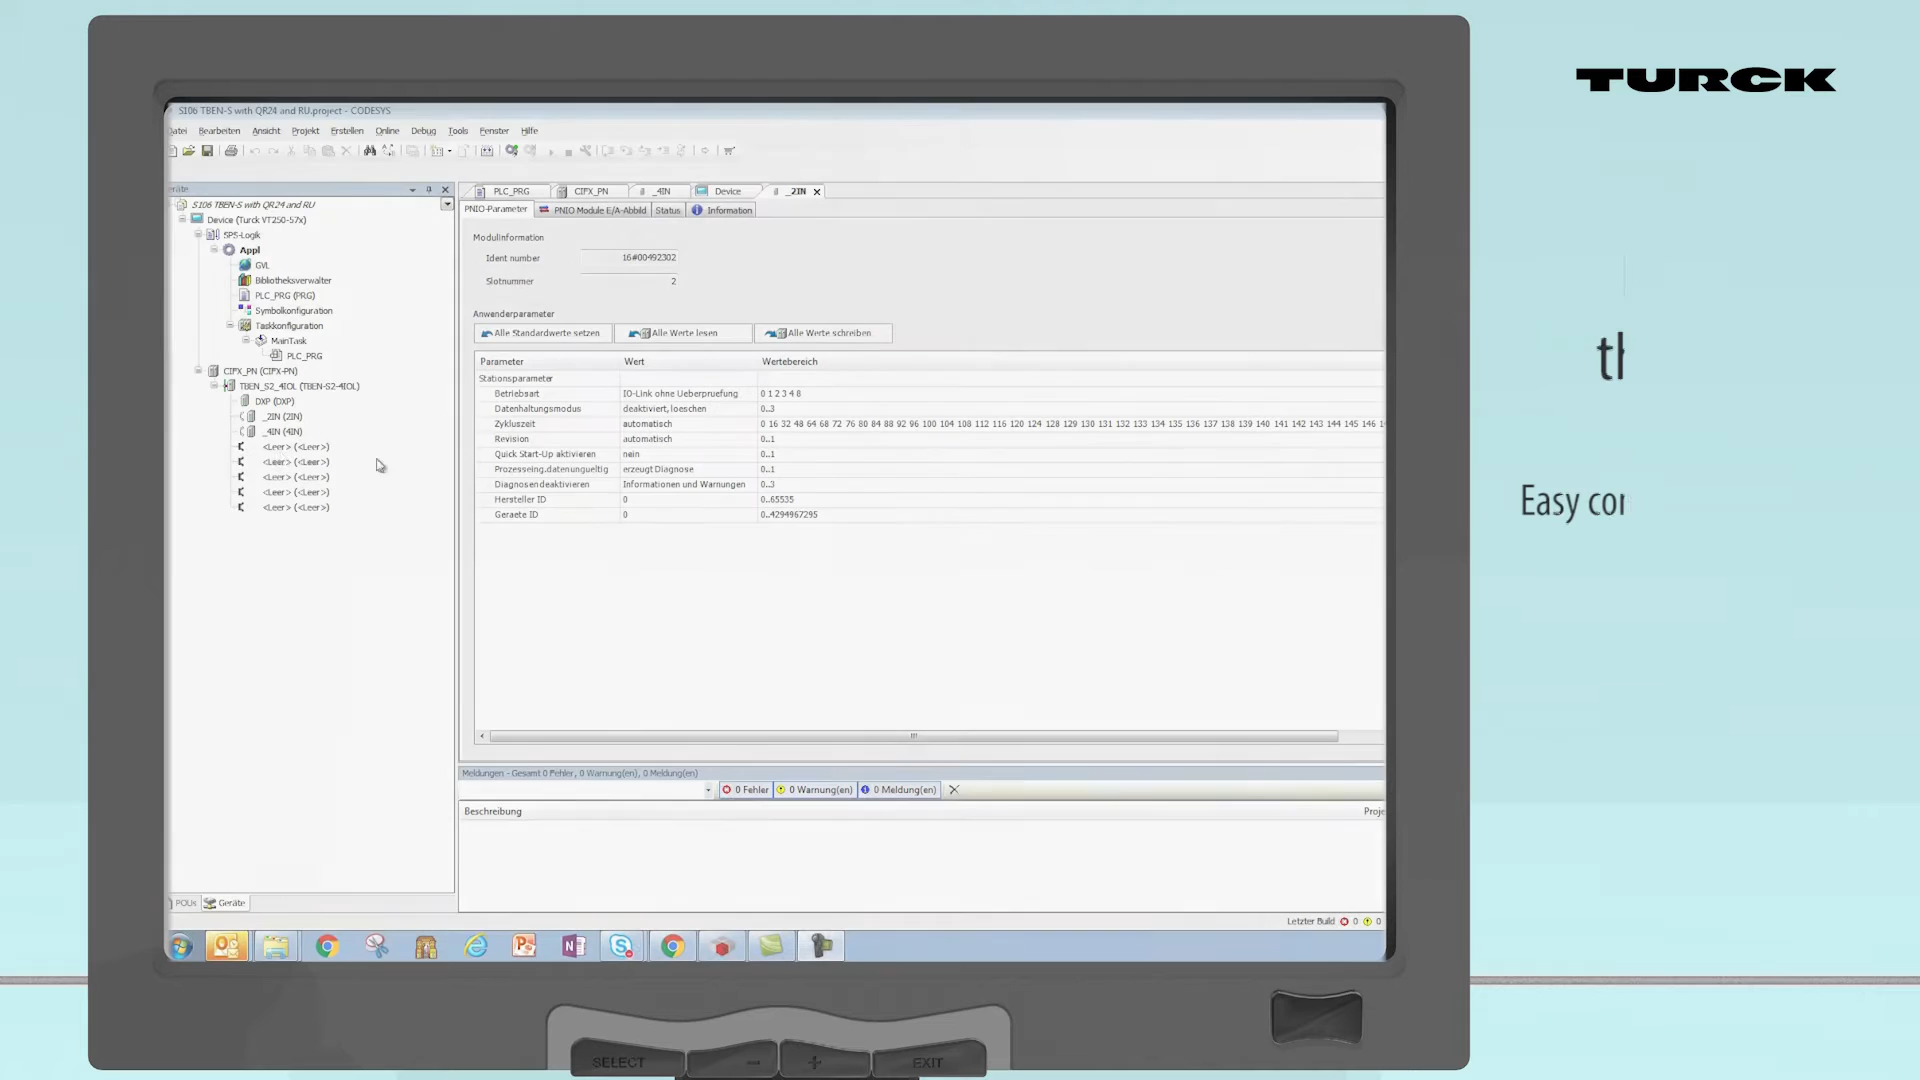 TURCK
S106 TBEN-S with QR24 and RU.project - CODESYS
Datei Bearbeiten Ansicht Projekt Erstellen Online Debug Tools Fenster Hilfe
S106 TBEN-S with QR24 and RU
Device (Turck VT250-57x)
SPS-Logik
Appl
GVL
Bibliotheksverwalter
PLC_PRG (PRG)
Symbolkonfiguration
Taskkonfiguration
MainTask
PLC_PRG
CIFX_PN (CIFX-PN)
TBEN_S2_4IOL (TBEN-S2-4IOL)
DXP (DXP)
_2IN (2IN)
_4IN (4IN)
<Leer> (<Leer>)
<Leer> (<Leer>)
<Leer> (<Leer>)
<Leer> (<Leer>)
<Leer> (<Leer>)
POUs Geräte
PLC_PRG CIFX_PN _4IN Device _2IN
PNIO-Parameter PNIO Module E/A-Abbild Status Information
Modulinformation
Ident number 16#00492302
Slotnummer 2
Anwenderparameter
Alle Standardwerte setzen Alle Werte lesen Alle Werte schreiben
Parameter Wert Wertebereich
Stationsparameter
Betriebsart IO-Link ohne Ueberpruefung 0 1 2 3 4 8
Datenhaltungsmodus deaktiviert, loeschen 0..3
Zykluszeit automatisch 0 16 32 48 64 68 72 76 80 84 88 92 96 100 104 108 112 116 120 124 128 129 130 131 132 133 134 135 136 137 138 139 140 141 142 143 144 145 146
Revision automatisch 0..1
Quick Start-Up aktivieren nein 0..1
Prozesseing.datenungueltig erzeugt Diagnose 0..1
Diagnosen deaktivieren Informationen und Warnungen 0..3
Hersteller ID 0 0..65535
Geraete ID 0 0..4294967295
Meldungen - Gesamt 0 Fehler, 0 Warnung(en), 0 Meldung(en)
0 Fehler 0 Warnung(en) 0 Meldung(en)
Beschreibung Proje
Letzter Build 0 0
th
Easy cor
SELECT - + EXIT